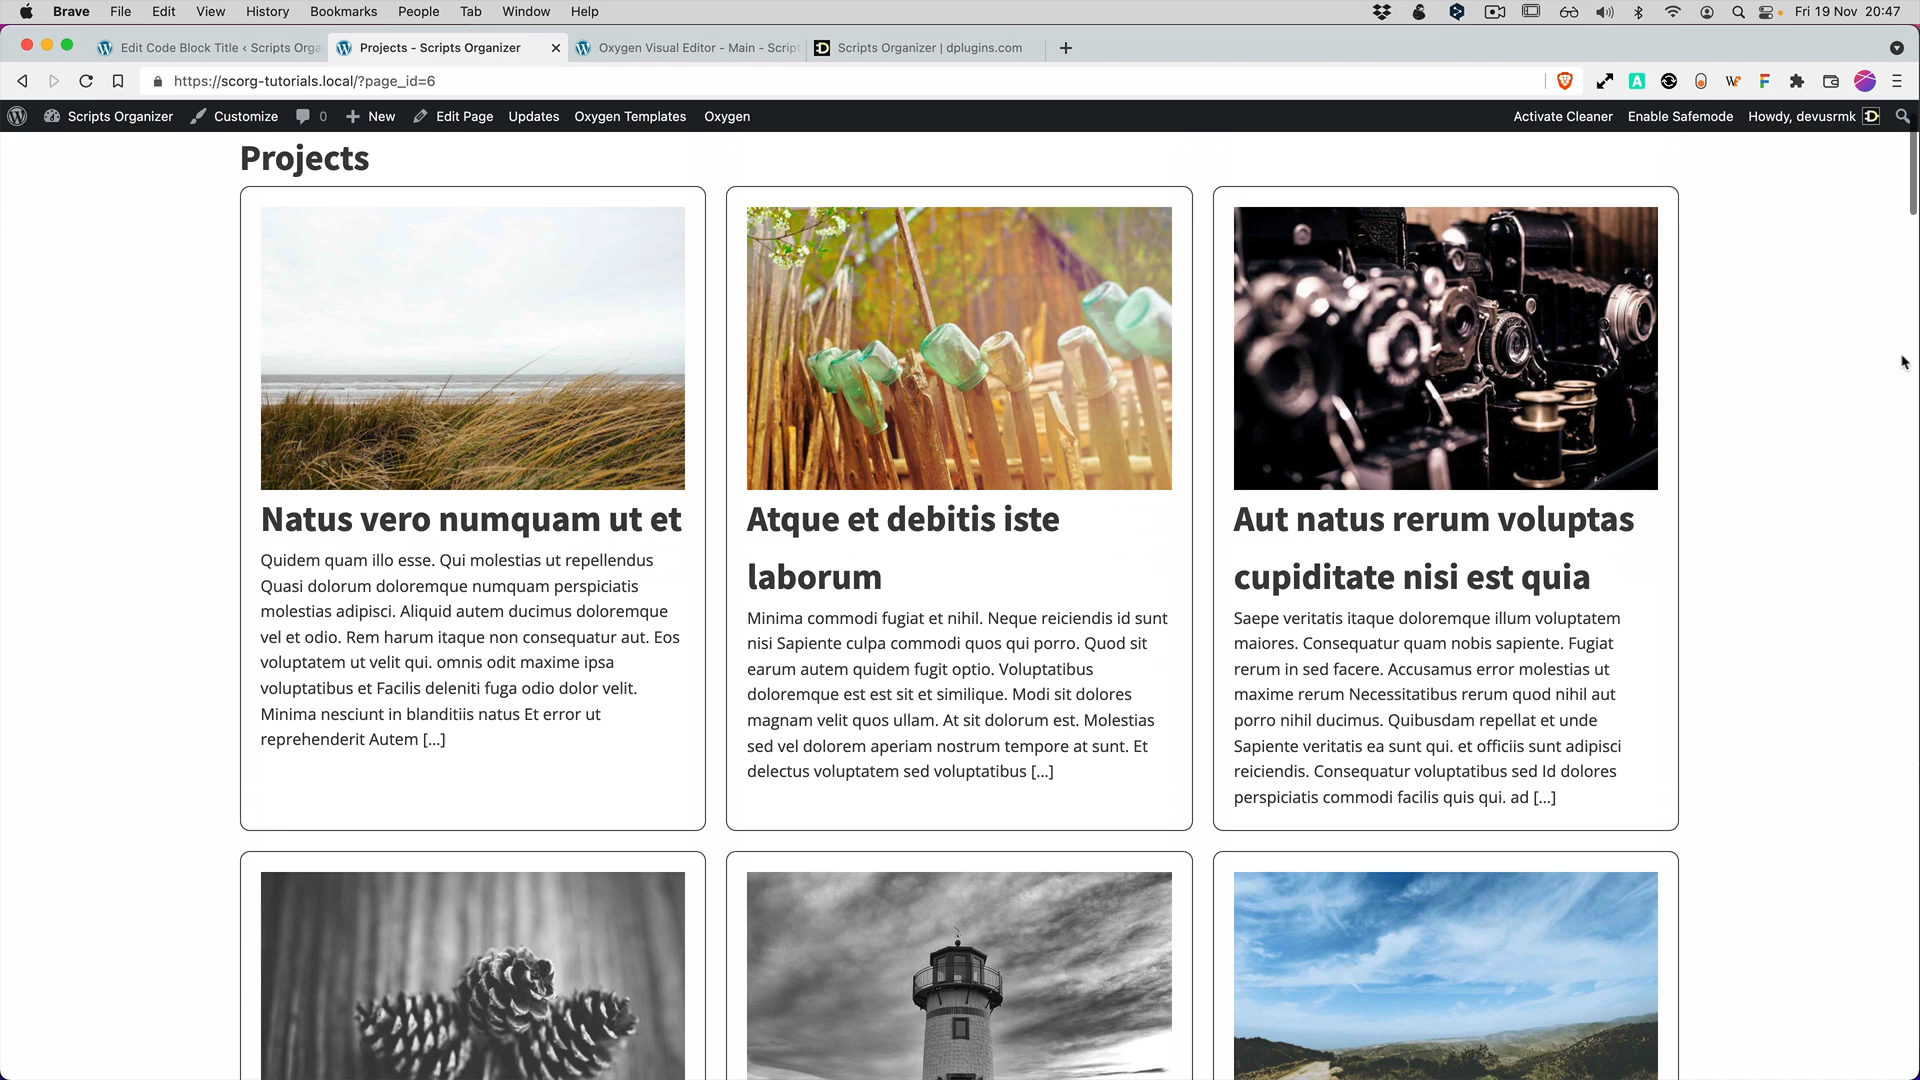 Brave File Edit View History Bookmarks People Tab Window Help Fri 19 Nov 20:47
Edit Code Block Title ‹ Scripts Orga Projects - Scripts Organizer Oxygen Visual Editor - Main - Script Scripts Organizer | dplugins.com
https://scorg-tutorials.local/?page_id=6
Scripts Organizer Customize 0 New Edit Page Updates Oxygen Templates Oxygen Activate Cleaner Enable Safemode Howdy, devusrmk
Projects
Natus vero numquam ut et
Quidem quam illo esse. Qui molestias ut repellendus
Quasi dolorum doloremque numquam perspiciatis
molestias adipisci. Aliquid autem ducimus doloremque
vel et odio. Rem harum itaque non consequatur aut. Eos
voluptatem ut velit qui. omnis odit maxime ipsa
voluptatibus et Facilis deleniti fuga odio dolor velit.
Minima nesciunt in blanditiis natus Et error ut
reprehenderit Autem [...]
Atque et debitis iste
laborum
Minima commodi fugiat et nihil. Neque reiciendis id sunt
nisi Sapiente culpa commodi quos qui porro. Quod sit
earum autem quidem fugit optio. Voluptatibus
doloremque est est sit et similique. Modi sit dolores
magnam velit quos ullam. At sit dolorum est. Molestias
sed vel dolorem aperiam nostrum tempore at sunt. Et
delectus voluptatem sed voluptatibus [...]
Aut natus rerum voluptas
cupiditate nisi est quia
Saepe veritatis itaque doloremque illum voluptatem
maiores. Consequatur quam nobis sapiente. Fugiat
rerum in sed facere. Accusamus error molestias ut
maxime rerum Necessitatibus rerum quod nihil aut
porro nihil ducimus. Quibusdam repellat et unde
Sapiente veritatis ea sunt qui. et officiis sunt adipisci
reiciendis. Consequatur voluptatibus sed Id dolores
perspiciatis commodi facilis quis qui. ad [...]